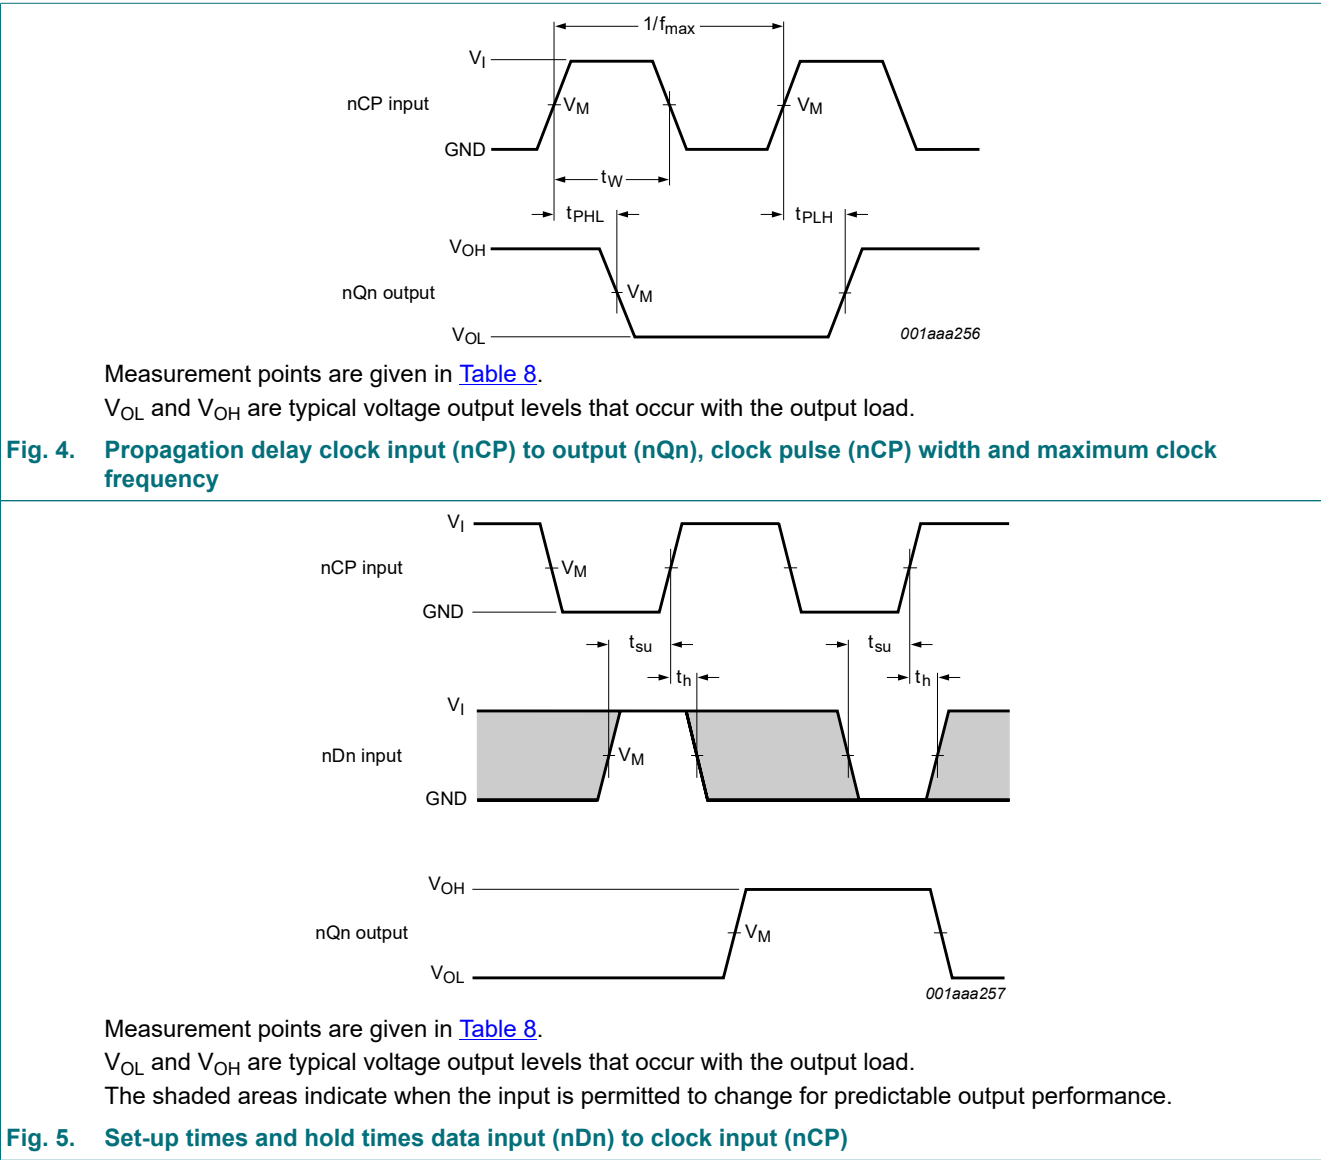 1/fmax
VI
nCP input
VM
VM
GND
tW
tPHL
tPLH
VOH
nQn output
VM
VOL
001aaa256
Measurement points are given in Table 8.
VOL and VOH are typical voltage output levels that occur with the output load.
Fig. 4. Propagation delay clock input (nCP) to output (nQn), clock pulse (nCP) width and maximum clock
frequency
VI
nCP input
VM
GND
tsu
tsu
th
th
VI
nDn input
VM
GND
VOH
nQn output
VM
VOL
001aaa257
Measurement points are given in Table 8.
VOL and VOH are typical voltage output levels that occur with the output load.
The shaded areas indicate when the input is permitted to change for predictable output performance.
Fig. 5. Set-up times and hold times data input (nDn) to clock input (nCP)